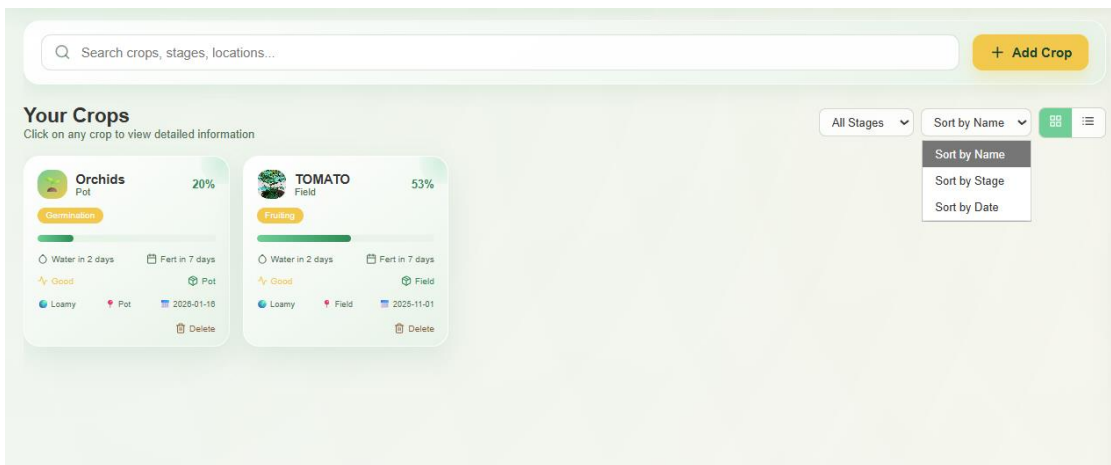 Search crops, stages, locations...
+ Add Crop
Your Crops
Click on any crop to view detailed information
All Stages
Sort by Name
Sort by Name
Sort by Stage
Sort by Date
Orchids
Pot
20%
Germination
Water in 2 days
Fert in 7 days
Good
Pot
Loamy
Pot
2026-01-16
Delete
TOMATO
Field
53%
Fruiting
Water in 2 days
Fert in 7 days
Good
Field
Loamy
Field
2025-11-01
Delete